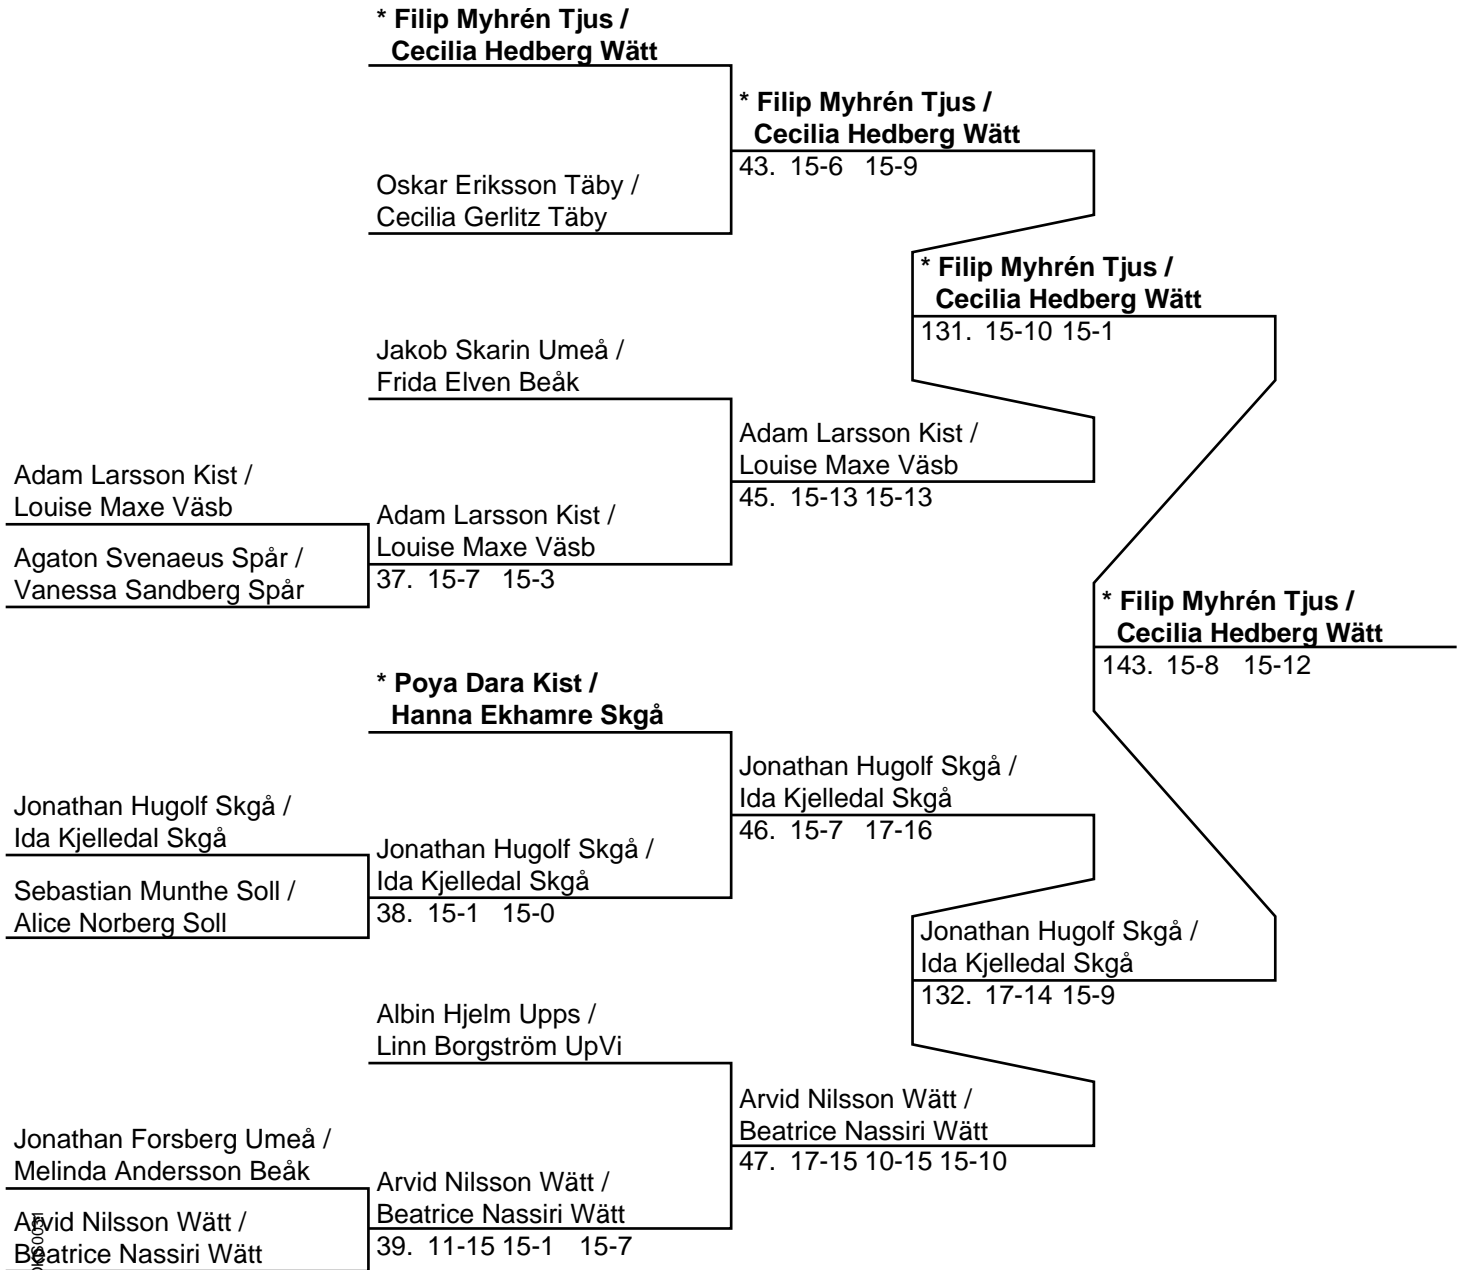 * Filip Myhrén Tjus /
Cecilia Hedberg Wätt
* Filip Myhrén Tjus /
Cecilia Hedberg Wätt
43. 15-6 15-9
Oskar Eriksson Täby /
Cecilia Gerlitz Täby
* Filip Myhrén Tjus /
Cecilia Hedberg Wätt
131. 15-10 15-1
Jakob Skarin Umeå /
Frida Elven Beåk
Adam Larsson Kist /
Louise Maxe Väsb
45. 15-13 15-13
Adam Larsson Kist /
Louise Maxe Väsb
Adam Larsson Kist /
Louise Maxe Väsb
37. 15-7 15-3
Agaton Svenaeus Spår /
Vanessa Sandberg Spår
* Filip Myhrén Tjus /
Cecilia Hedberg Wätt
143. 15-8 15-12
* Poya Dara Kist /
Hanna Ekhamre Skgå
Jonathan Hugolf Skgå /
Ida Kjelledal Skgå
46. 15-7 17-16
Jonathan Hugolf Skgå /
Ida Kjelledal Skgå
Jonathan Hugolf Skgå /
Ida Kjelledal Skgå
38. 15-1 15-0
Sebastian Munthe Soll /
Alice Norberg Soll
Jonathan Hugolf Skgå /
Ida Kjelledal Skgå
132. 17-14 15-9
Albin Hjelm Upps /
Linn Borgström UpVi
Arvid Nilsson Wätt /
Beatrice Nassiri Wätt
47. 17-15 10-15 15-10
Jonathan Forsberg Umeå /
Melinda Andersson Beåk
Arvid Nilsson Wätt /
Beatrice Nassiri Wätt
39. 11-15 15-1 15-7
Arvid Nilsson Wätt /
Beatrice Nassiri Wätt